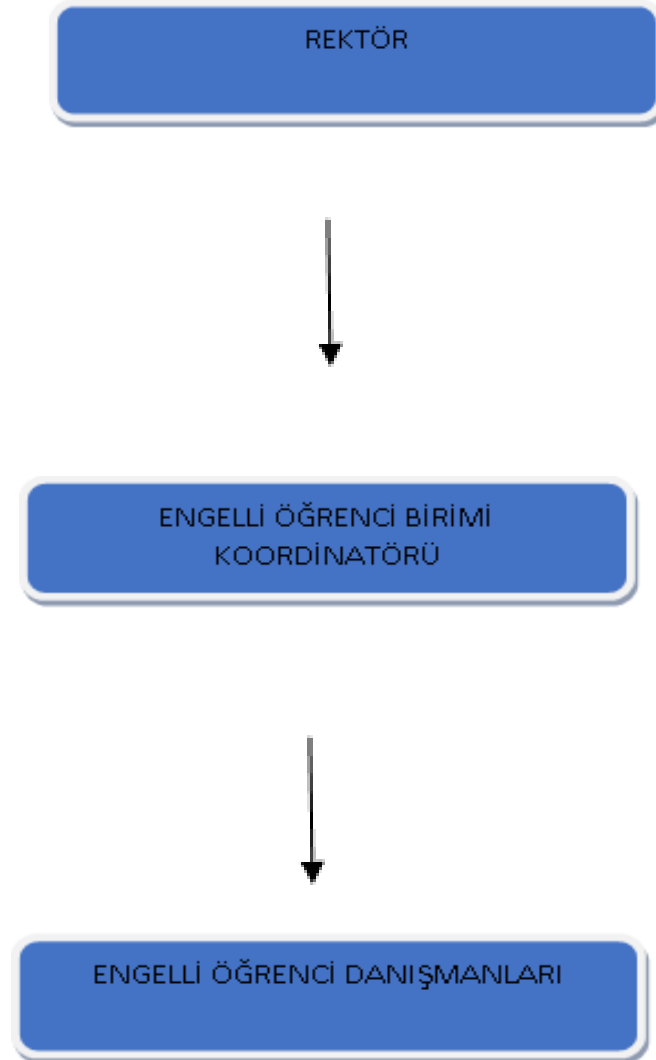 REKTÖR
ENGELLİ ÖĞRENCİ BİRİMİ
KOORDİNATÖRÜ
ENGELLİ ÖĞRENCİ DANIŞMANLARI